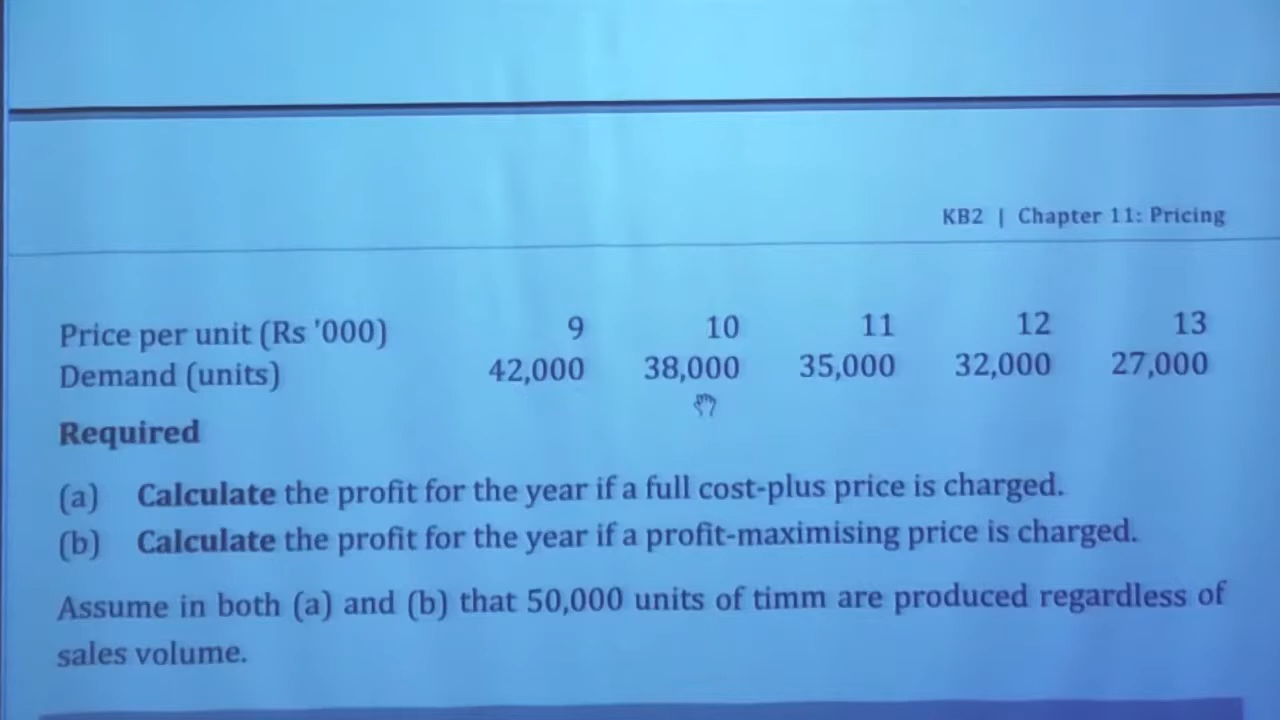 KB2 | Chapter 11: Pricing
Price per unit (Rs '000) 9 10 11 12 13
Demand (units) 42,000 38,000 35,000 32,000 27,000
Required
(a) Calculate the profit for the year if a full cost-plus price is charged.
(b) Calculate the profit for the year if a profit-maximising price is charged.
Assume in both (a) and (b) that 50,000 units of timm are produced regardless of
sales volume.